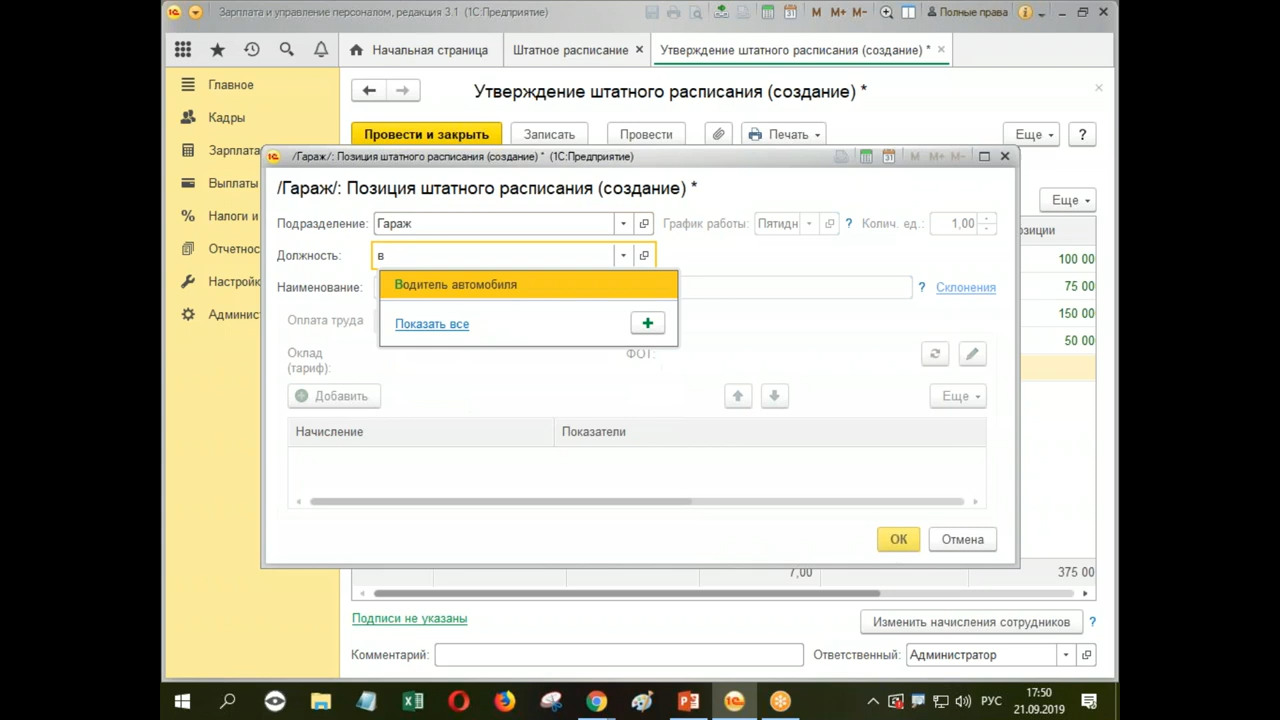 Зарплата и управление персоналом, редакция 3.1 (1С:Предприятие)
M M+ M− Полные права
Начальная страница Штатное расписание × Утверждение штатного расписания (создание) * ×
Главное
Кадры
Зарплата
Выплаты
Налоги и
Отчетнос
Настройк
Админис
Утверждение штатного расписания (создание) *
Провести и закрыть Записать Провести Печать Еще ?
Еще
зиции
100 00
75 00
150 00
50 00
/Гараж/: Позиция штатного расписания (создание) * (1С:Предприятие) M M+ M−
/Гараж/: Позиция штатного расписания (создание) *
Подразделение: Гараж График работы: Пятидн ? Колич. ед.: 1,00
Должность: в
Водитель автомобиля
Показать все
Наименование: ? Склонения
Оплата труда
Оклад (тариф): ФОТ:
Добавить Еще
Начисление Показатели
ОК Отмена
7,00 375 00
Подписи не указаны Изменить начисления сотрудников ?
Комментарий: Ответственный: Администратор
РУС 17:50
21.09.2019